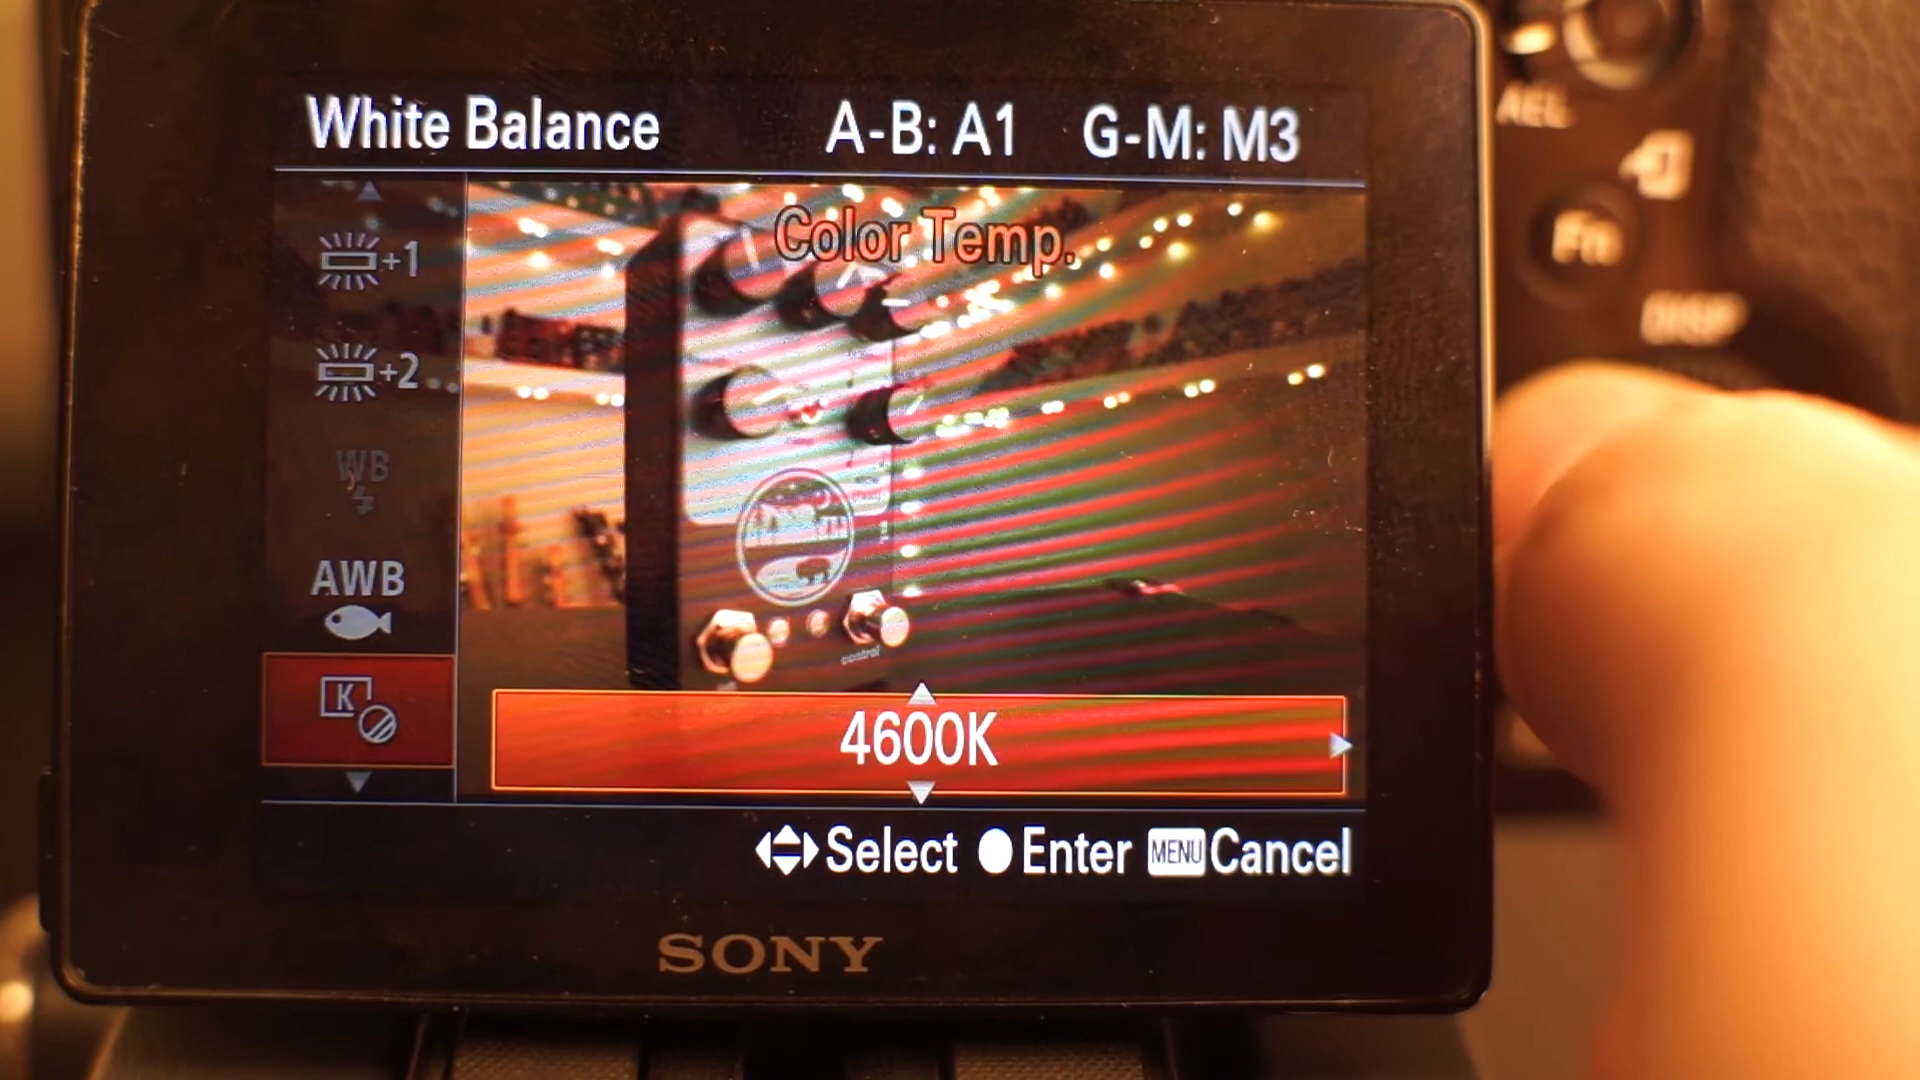 White Balance A-B: A1 G-M: M3
AEL
Color Temp.
+1
Fn
DISP
+2
WB
AWB
K
control
4600K
Select Enter MENU Cancel
SONY